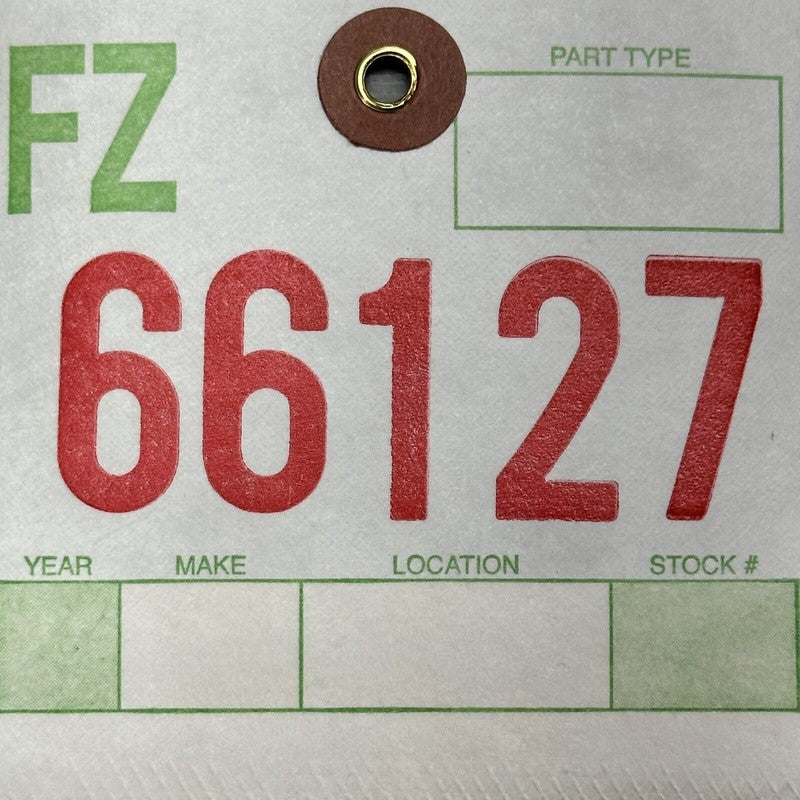 FZ
PART TYPE
66127
YEAR MAKE LOCATION STOCK #